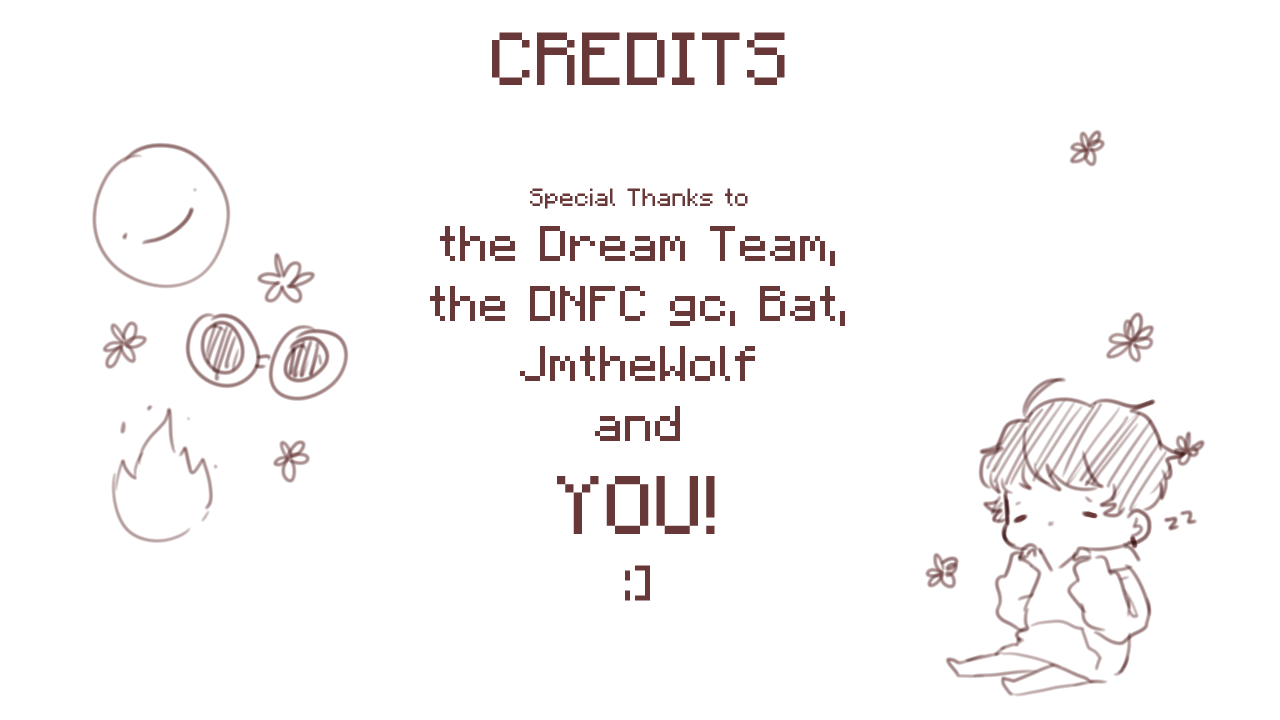 CREDITS
Special Thanks to
the Dream Team,
the DNFC gc, Bat,
JmtheWolf
and
YOU!
:]
zz